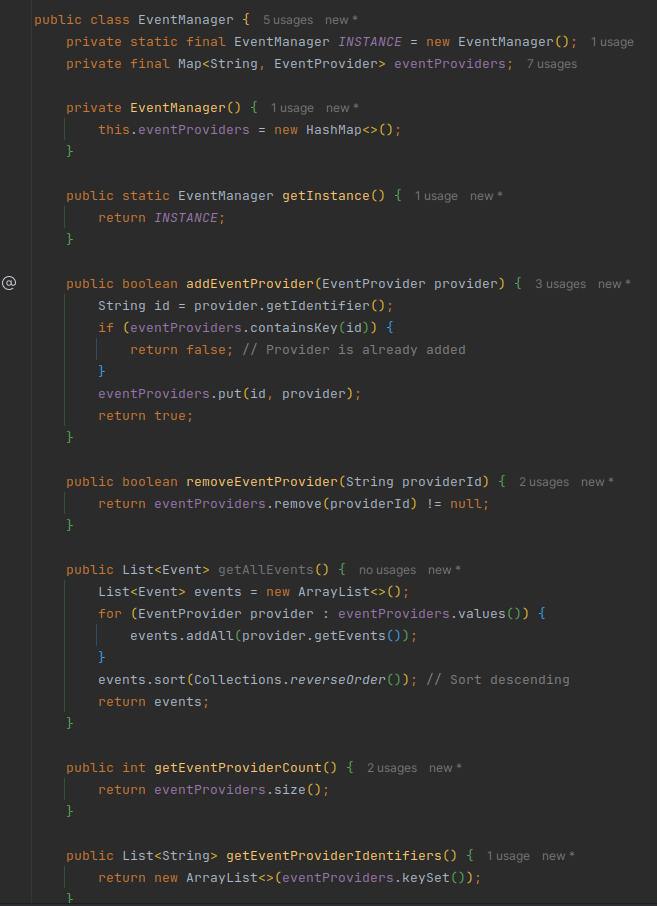 public class EventManager {  5 usages  new *
    private static final EventManager INSTANCE = new EventManager();  1 usage
    private final Map<String, EventProvider> eventProviders;  7 usages
    private EventManager() {  1 usage  new *
        this.eventProviders = new HashMap<>();
    }
    public static EventManager getInstance() {  1 usage  new *
        return INSTANCE;
    }
@
    public boolean addEventProvider(EventProvider provider) {  3 usages  new *
        String id = provider.getIdentifier();
        if (eventProviders.containsKey(id)) {
            return false; // Provider is already added
        }
        eventProviders.put(id, provider);
        return true;
    }
    public boolean removeEventProvider(String providerId) {  2 usages  new *
        return eventProviders.remove(providerId) != null;
    }
    public List<Event> getAllEvents() {  no usages  new *
        List<Event> events = new ArrayList<>();
        for (EventProvider provider : eventProviders.values()) {
            events.addAll(provider.getEvents());
        }
        events.sort(Collections.reverseOrder()); // Sort descending
        return events;
    }
    public int getEventProviderCount() {  2 usages  new *
        return eventProviders.size();
    }
    public List<String> getEventProviderIdentifiers() {  1 usage  new *
        return new ArrayList<>(eventProviders.keySet());
    }